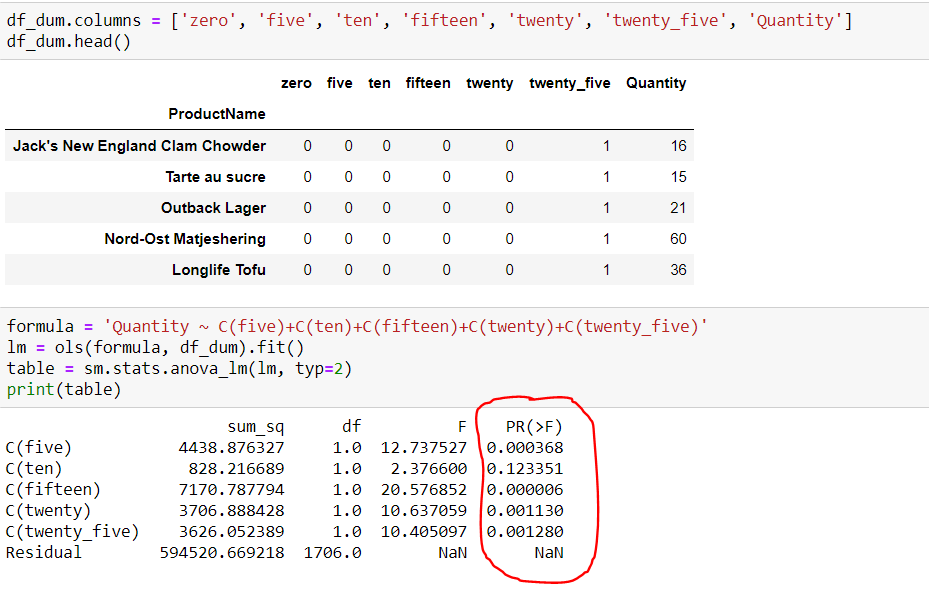 df_dum.columns = ['zero', 'five', 'ten', 'fifteen', 'twenty', 'twenty_five', 'Quantity']
df_dum.head()
zero five ten fifteen twenty twenty_five Quantity
ProductName
Jack's New England Clam Chowder 0 0 0 0 0 1 16
Tarte au sucre 0 0 0 0 0 1 15
Outback Lager 0 0 0 0 0 1 21
Nord-Ost Matjeshering 0 0 0 0 0 1 60
Longlife Tofu 0 0 0 0 0 1 36
formula = 'Quantity ~ C(five)+C(ten)+C(fifteen)+C(twenty)+C(twenty_five)'
lm = ols(formula, df_dum).fit()
table = sm.stats.anova_lm(lm, typ=2)
print(table)
sum_sq df F PR(>F)
C(five) 4438.876327 1.0 12.737527 0.000368
C(ten) 828.216689 1.0 2.376600 0.123351
C(fifteen) 7170.787794 1.0 20.576852 0.000006
C(twenty) 3706.888428 1.0 10.637059 0.001130
C(twenty_five) 3626.052389 1.0 10.405097 0.001280
Residual 594520.669218 1706.0 NaN NaN